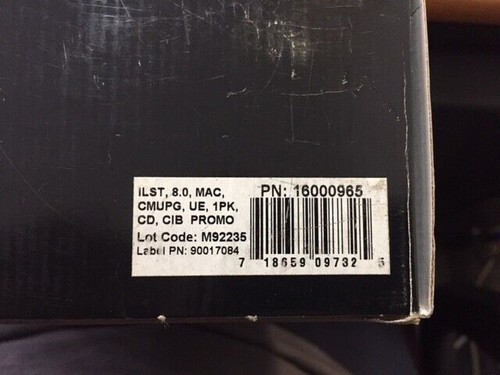 ILST, 8.0, MAC,
CMUPG, UE, 1PK,
CD, CIB PROMO
Lot Code: M92235
Label PN: 90017084
PN: 16000965
7 18659 09732 5